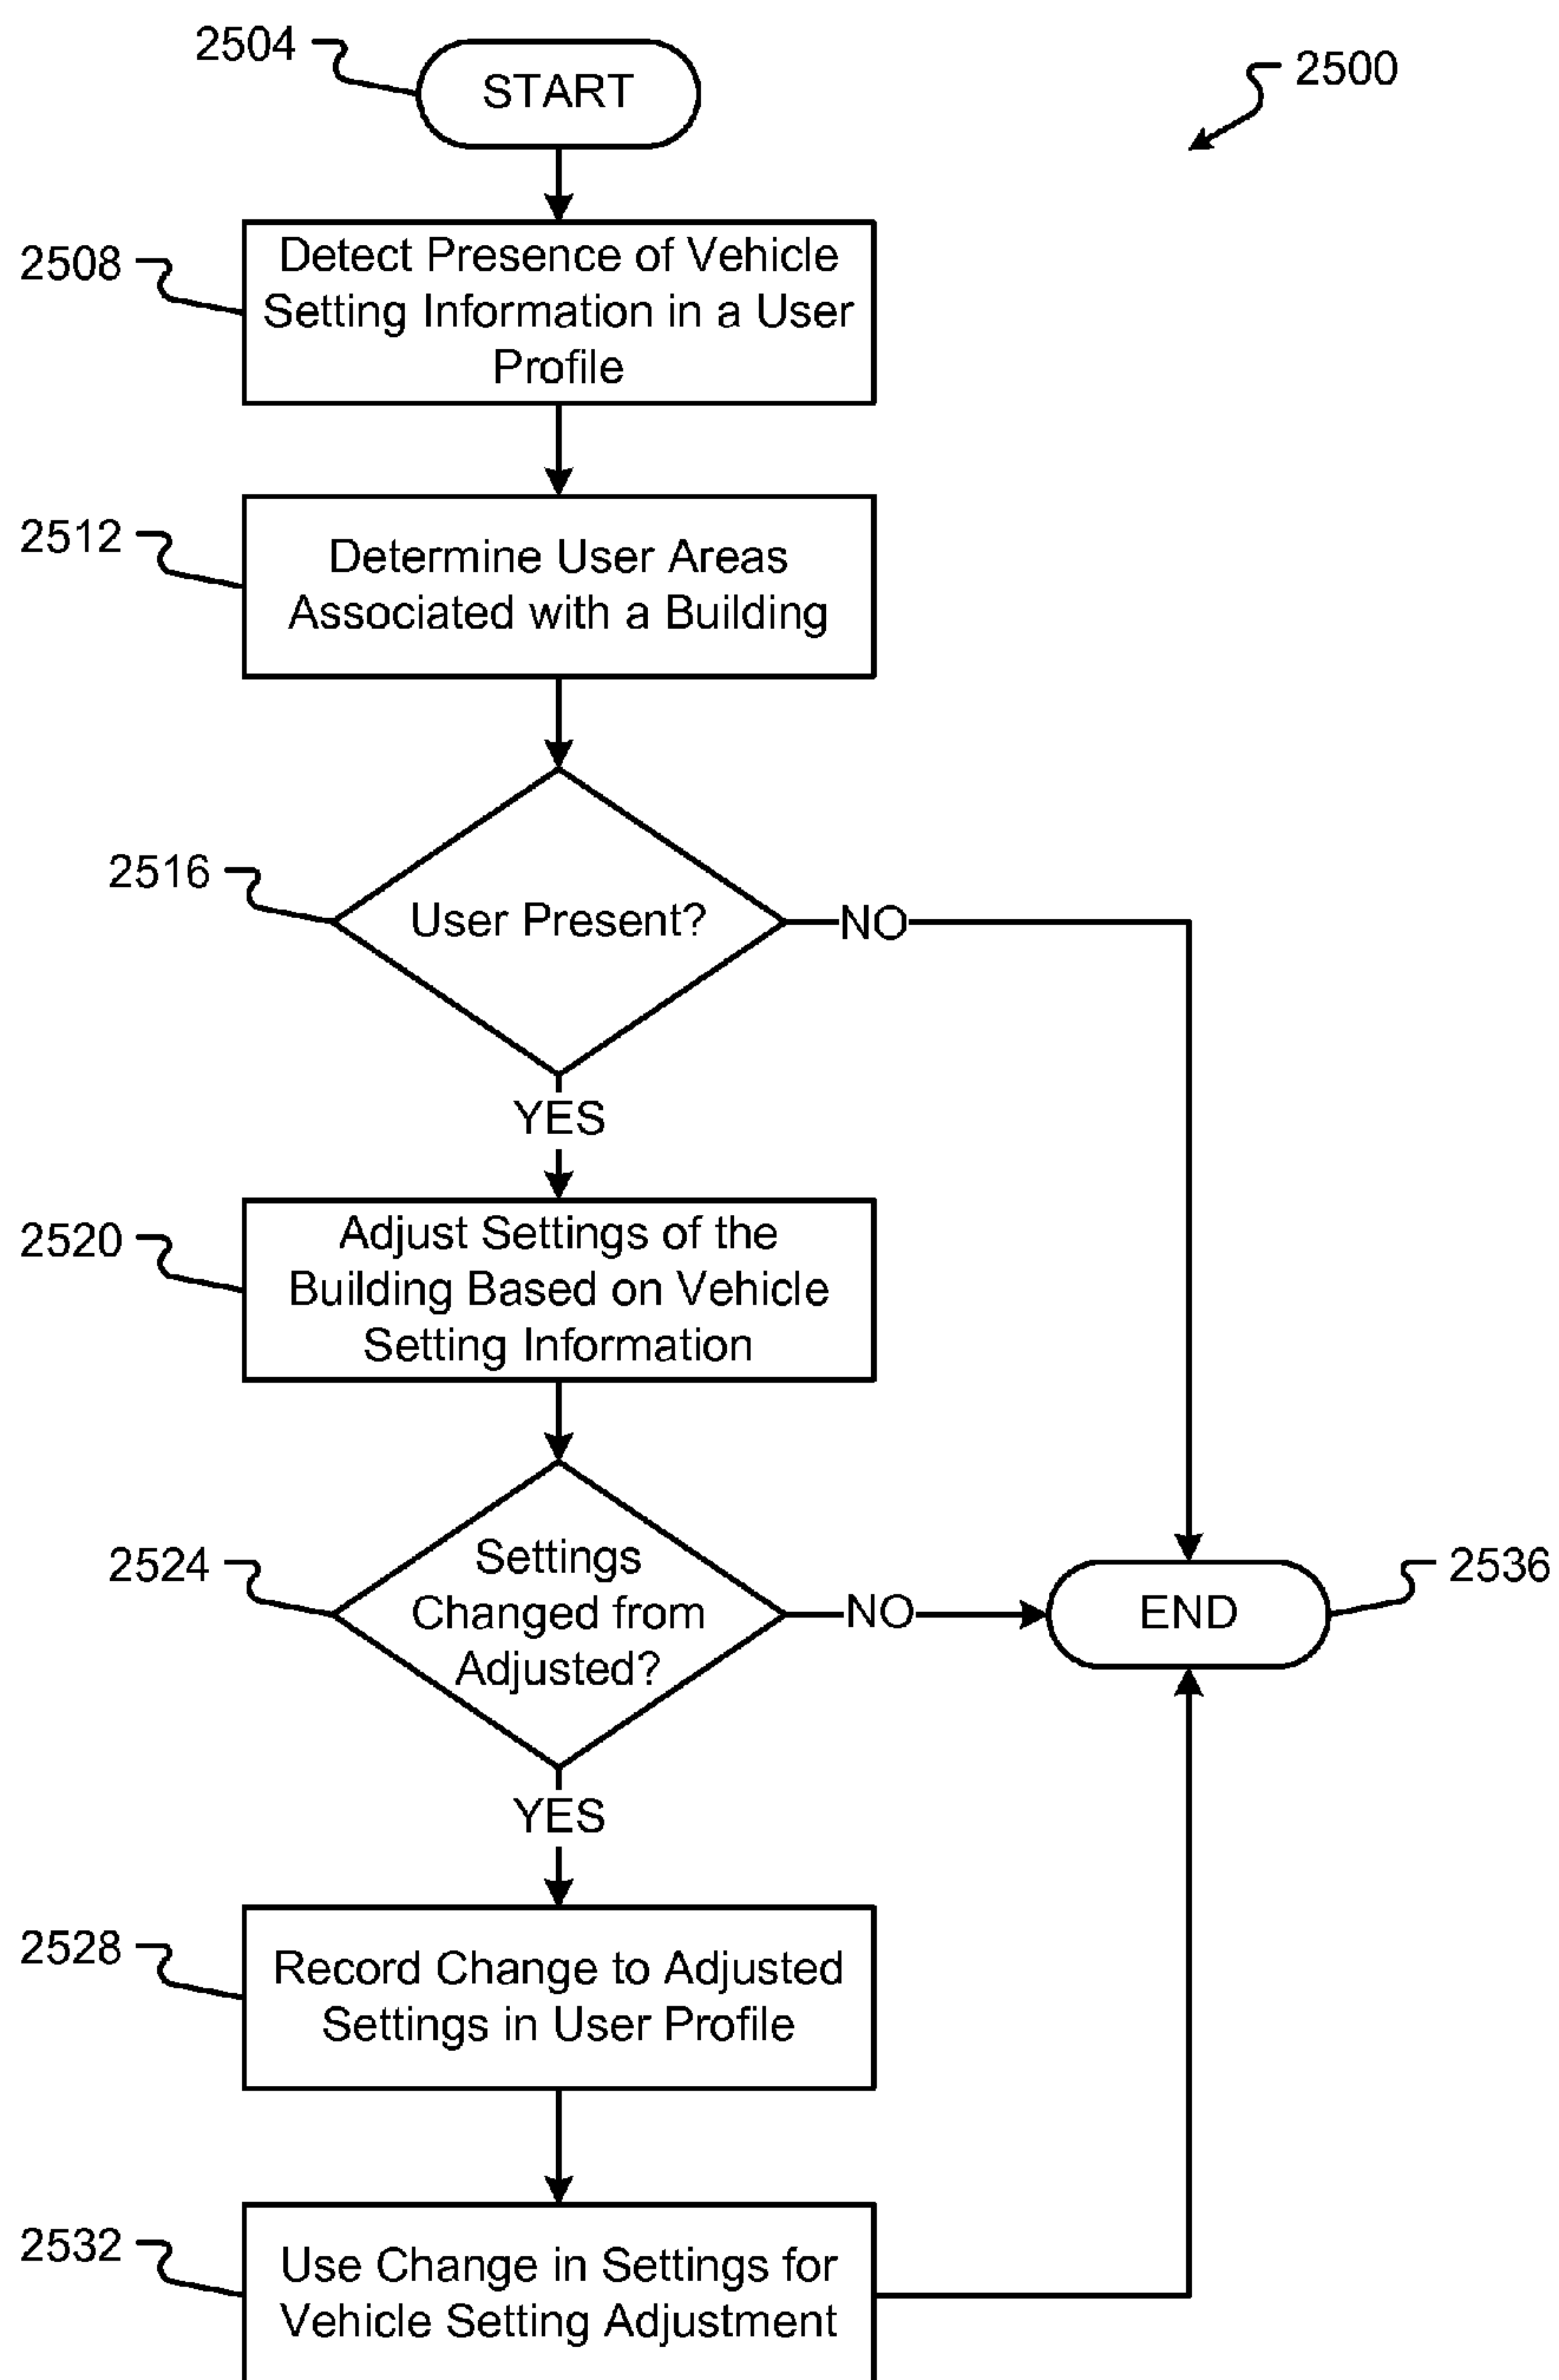 2504
START
2500
2508
Detect Presence of Vehicle
Setting Information in a User
Profile
2512
Determine User Areas
Associated with a Building
2516
User Present?
NO
YES
2520
Adjust Settings of the
Building Based on Vehicle
Setting Information
2524
Settings
Changed from
Adjusted?
NO
END
2536
YES
2528
Record Change to Adjusted
Settings in User Profile
2532
Use Change in Settings for
Vehicle Setting Adjustment